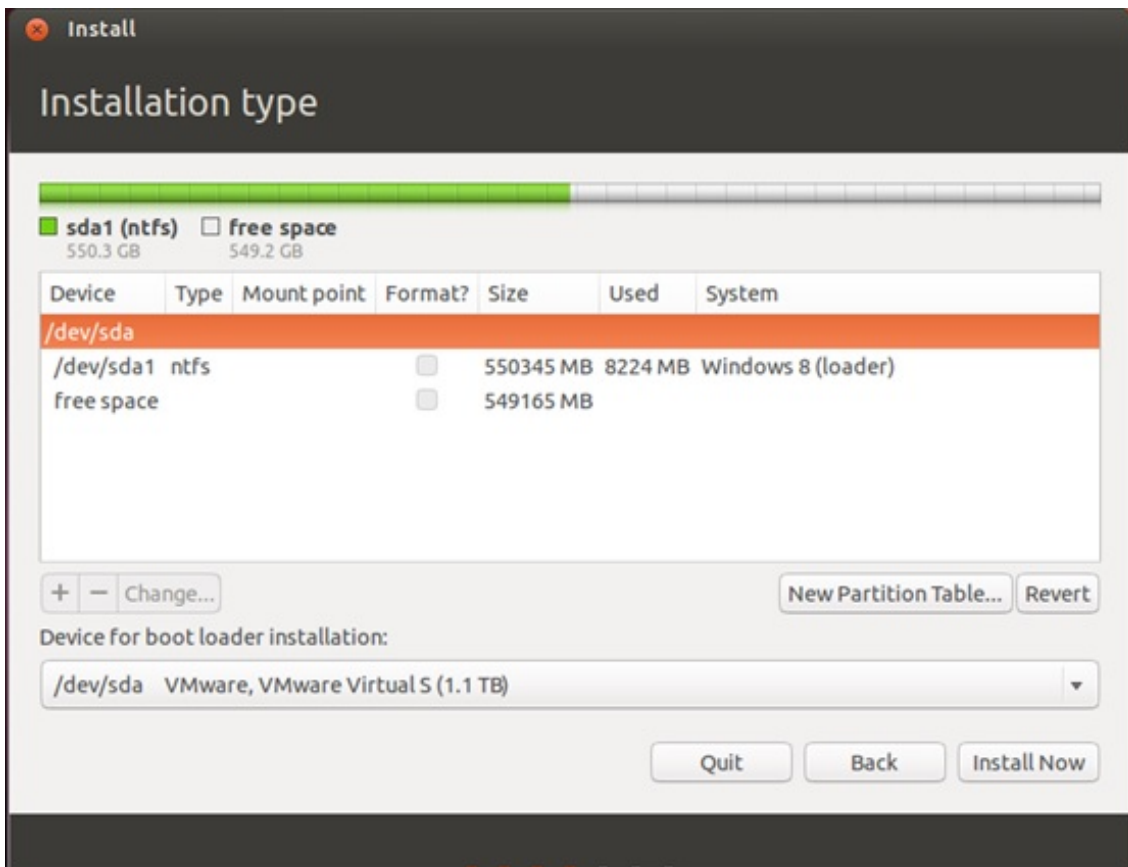 Install
Installation type
sda1 (ntfs) free space
550.3 GB 549.2 GB
Device Type Mount point Format? Size Used System
/dev/sda
/dev/sda1 ntfs 550345 MB 8224 MB Windows 8 (loader)
free space 549165 MB
+ − Change... New Partition Table... Revert
Device for boot loader installation:
/dev/sda VMware, VMware Virtual S (1.1 TB)
Quit Back Install Now